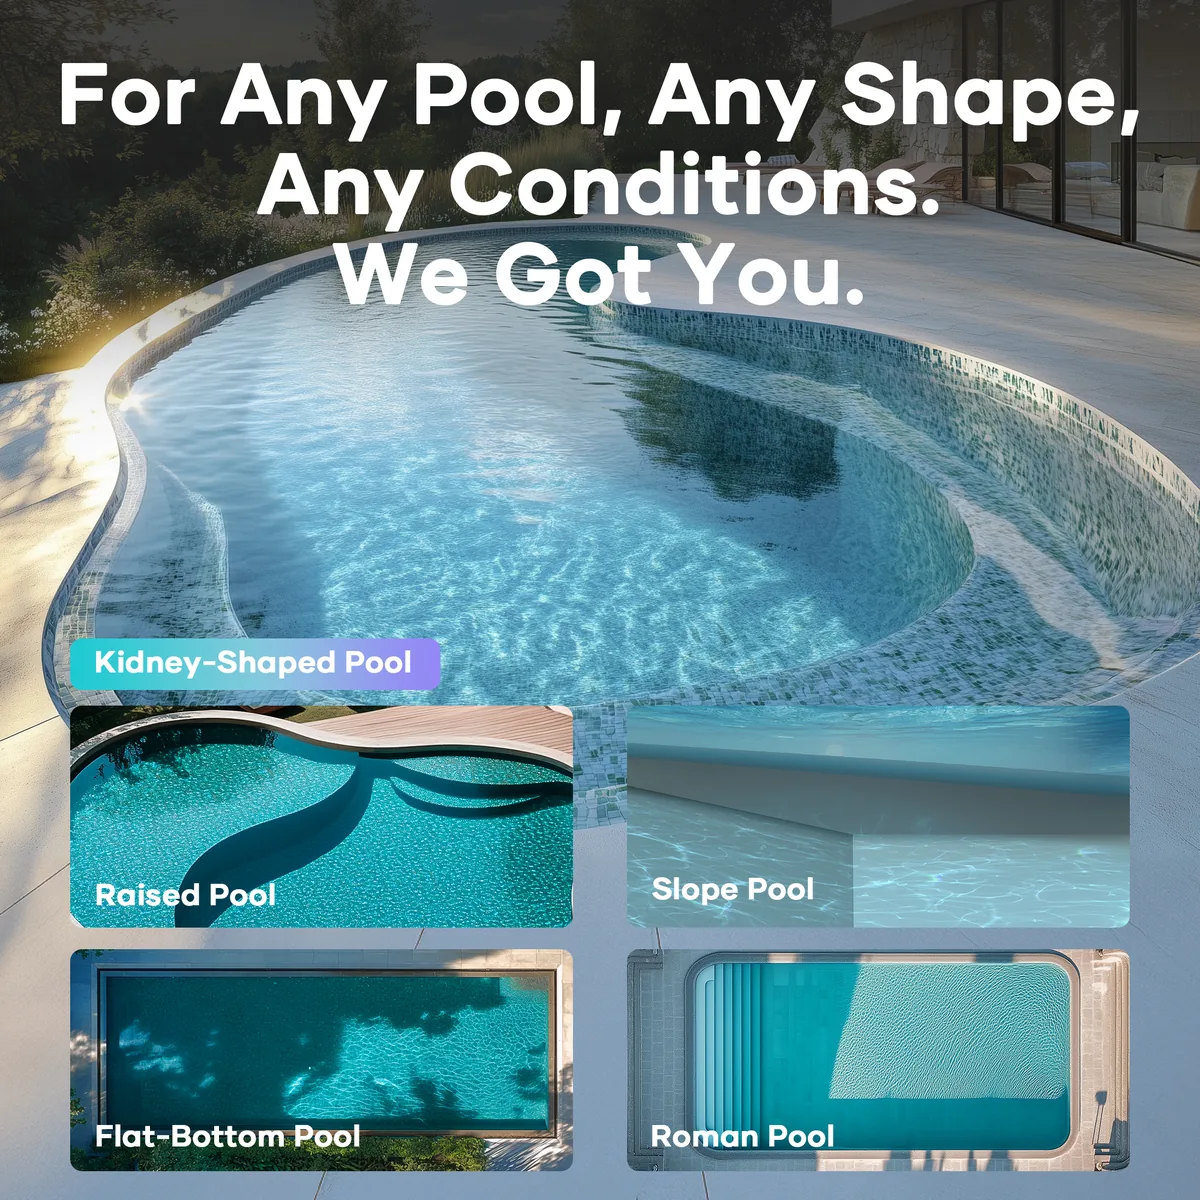 For Any Pool, Any Shape,
Any Conditions.
We Got You.
Kidney-Shaped Pool
Raised Pool
Slope Pool
Flat-Bottom Pool
Roman Pool